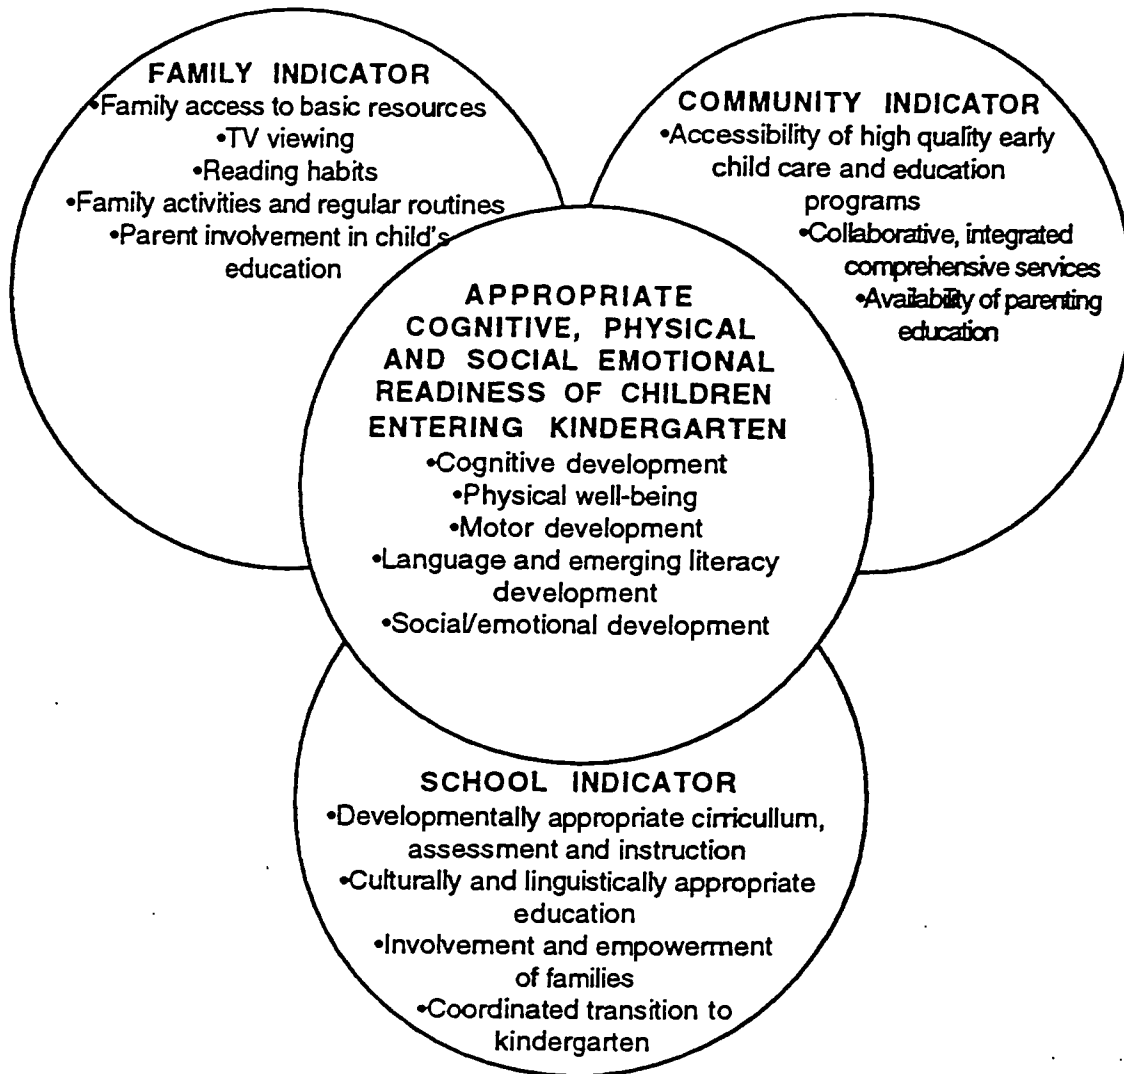 FAMILY INDICATOR
•Family access to basic resources
•TV viewing
•Reading habits
•Family activities and regular routines
•Parent involvement in child's
education
COMMUNITY INDICATOR
•Accessibility of high quality early
child care and education
programs
•Collaborative, integrated
comprehensive services
•Availability of parenting
education
APPROPRIATE
COGNITIVE, PHYSICAL
AND SOCIAL EMOTIONAL
READINESS OF CHILDREN
ENTERING KINDERGARTEN
•Cognitive development
•Physical well-being
•Motor development
•Language and emerging literacy
development
•Social/emotional development
SCHOOL INDICATOR
•Developmentally appropriate cirricullum,
assessment and instruction
•Culturally and linguistically appropriate
education
•Involvement and empowerment
of families
•Coordinated transition to
kindergarten